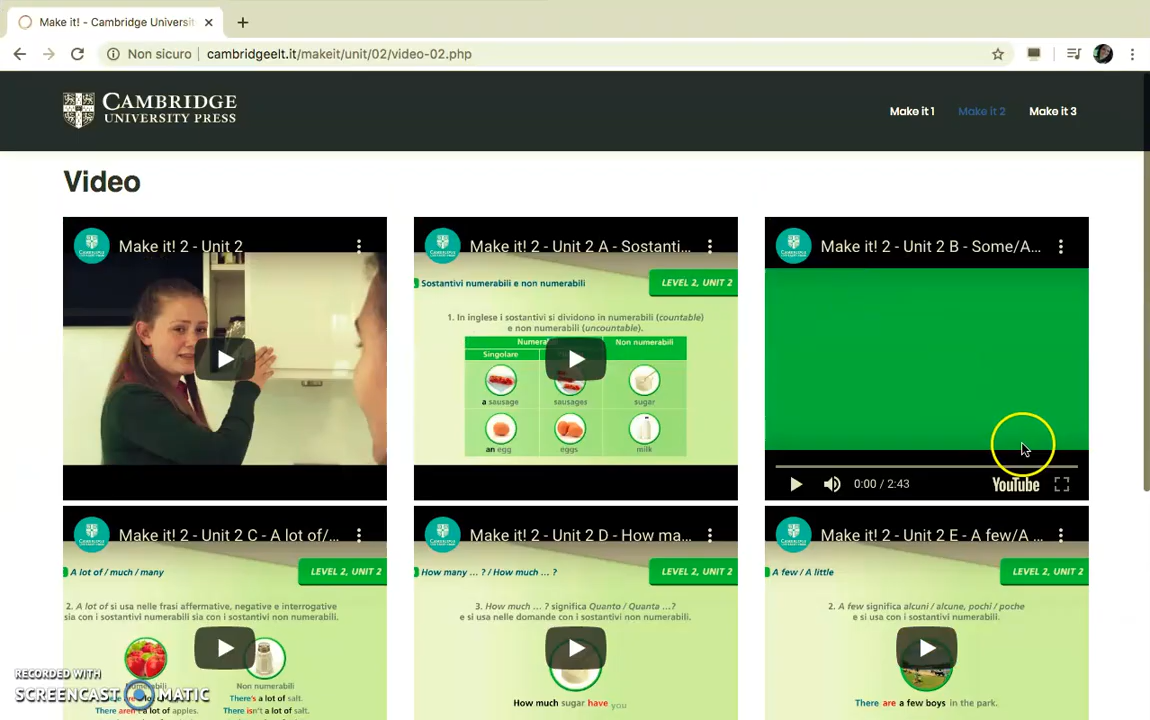 Make it! - Cambridge Universit
Non sicuro
cambridgeelt.it/makeit/unit/02/video-02.php
CAMBRIDGE
UNIVERSITY PRESS
Make it 1
Make it 2
Make it 3
Video
Make it! 2 - Unit 2
Make it! 2 - Unit 2 A - Sostanti...
Sostantivi numerabili e non numerabili
LEVEL 2, UNIT 2
1. In inglese i sostantivi si dividono in numerabili (countable)
e non numerabili (uncountable).
Non numerabili
Singolare
a sausage
sausages
sugar
an egg
eggs
milk
Make it! 2 - Unit 2 B - Some/A...
0:00 / 2:43
YouTube
Make it! 2 - Unit 2 C - A lot of/...
A lot of / much / many
LEVEL 2, UNIT 2
2. A lot of si usa nelle frasi affermative, negative e interrogative
sia con i sostantivi numerabili sia con i sostantivi non numerabili.
Non numerabili
There's a lot of salt.
There aren't a lot of apples.
There isn't a lot of salt.
Make it! 2 - Unit 2 D - How ma...
How many ... ? / How much ... ?
LEVEL 2, UNIT 2
3. How much ... ? significa Quanto / Quanta ...?
e si usa nelle domande con i sostantivi non numerabili.
How much sugar have you
Make it! 2 - Unit 2 E - A few/A ...
A few / A little
LEVEL 2, UNIT 2
2. A few significa alcuni / alcune, pochi / poche
e si usa con i sostantivi numerabili.
There are a few boys in the park.
RECORDED WITH
SCREENCAST MATIC